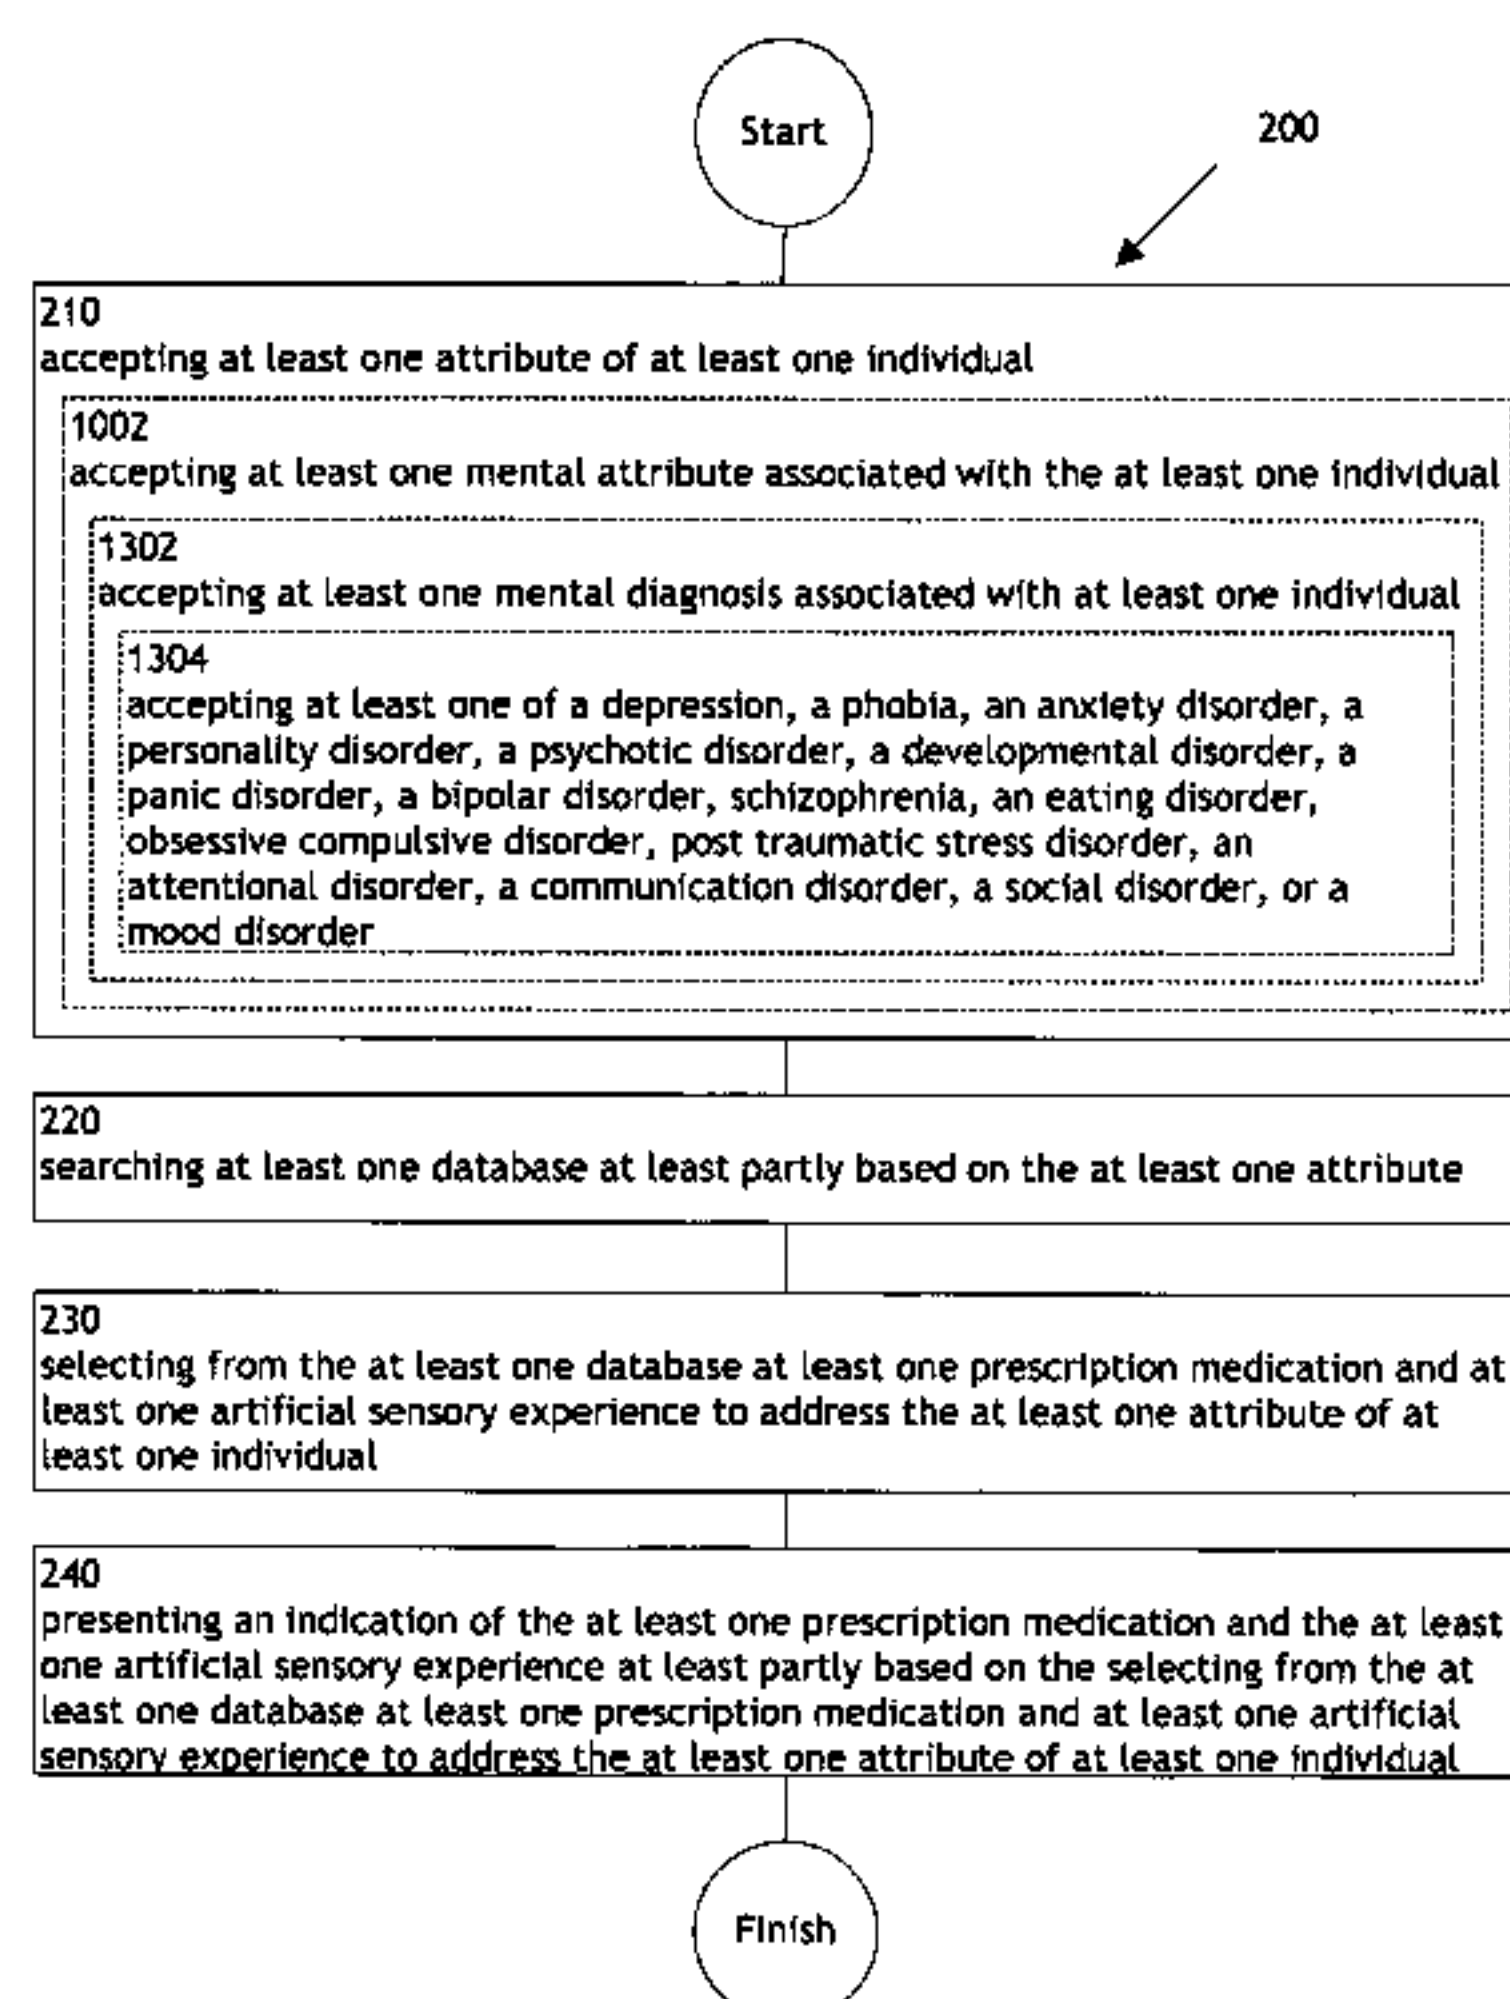 Start
200
210
accepting at least one attribute of at least one individual
1002
accepting at least one mental attribute associated with the at least one individual
1302
accepting at least one mental diagnosis associated with at least one individual
1304
accepting at least one of a depression, a phobia, an anxiety disorder, a
personality disorder, a psychotic disorder, a developmental disorder, a
panic disorder, a bipolar disorder, schizophrenia, an eating disorder,
obsessive compulsive disorder, post traumatic stress disorder, an
attentional disorder, a communication disorder, a social disorder, or a
mood disorder
220
searching at least one database at least partly based on the at least one attribute
230
selecting from the at least one database at least one prescription medication and at
least one artificial sensory experience to address the at least one attribute of at
least one individual
240
presenting an indication of the at least one prescription medication and the at least
one artificial sensory experience at least partly based on the selecting from the at
least one database at least one prescription medication and at least one artificial
sensory experience to address the at least one attribute of at least one individual
Finish